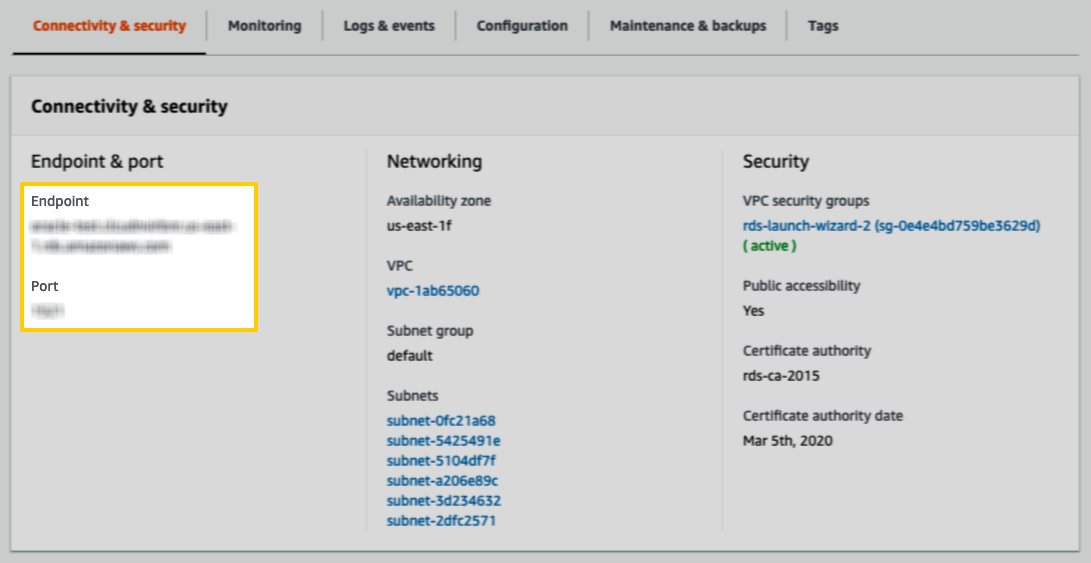 Connectivity & security
Monitoring
Logs & events
Configuration
Maintenance & backups
Tags
Connectivity & security
Endpoint & port
Endpoint
Port
Networking
Availability zone
us-east-1f
VPC
vpc-1ab65060
Subnet group
default
Subnets
subnet-0fc21a68
subnet-5425491e
subnet-5104df7f
subnet-a206e89c
subnet-3d234632
subnet-2dfc2571
Security
VPC security groups
rds-launch-wizard-2 (sg-0e4e4bd759be3629d)
( active )
Public accessibility
Yes
Certificate authority
rds-ca-2015
Certificate authority date
Mar 5th, 2020